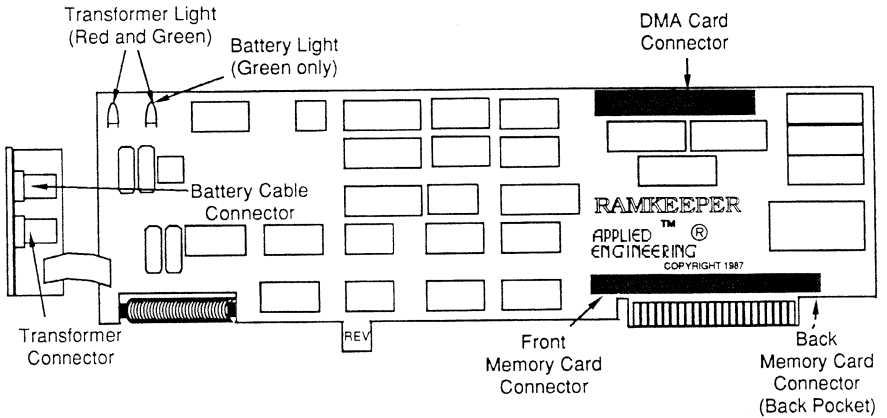 Transformer Light
(Red and Green)
Battery Light
(Green only)
DMA Card
Connector
Battery Cable
Connector
RAMKEEPER
TM
APPLIED
ENGINEERING
®
COPYRIGHT 1987
Transformer
Connector
REV
Front
Memory Card
Connector
Back
Memory Card
Connector
(Back Pocket)